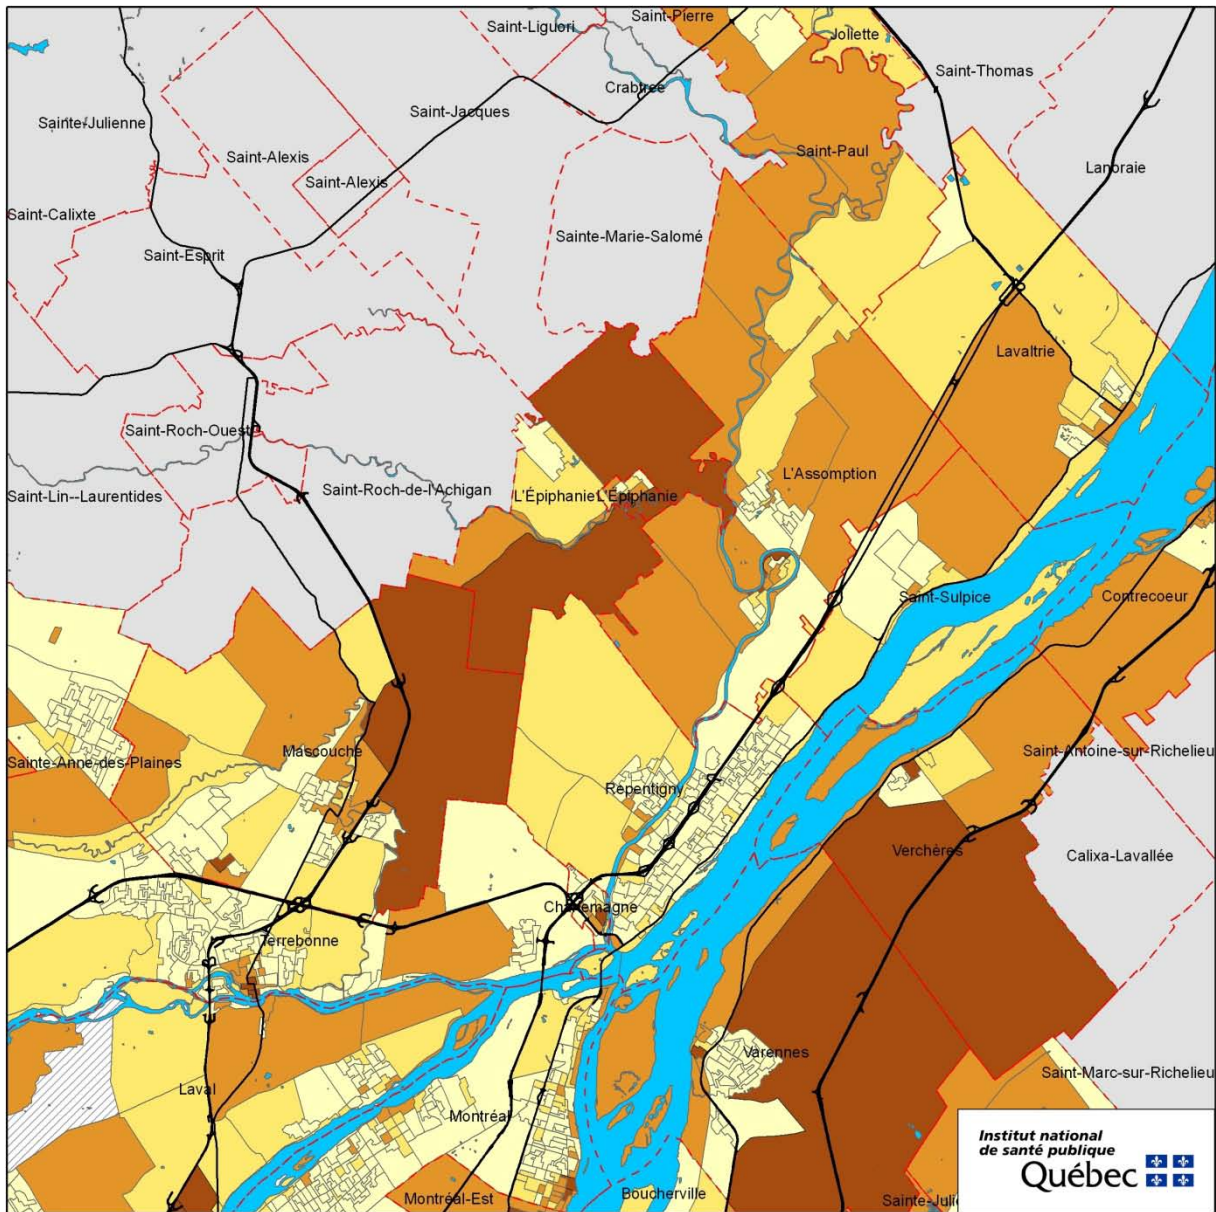 Saint-Liguori
Saint-Pierre
Joliette
Saint-Thomas
Crabtree
Sainte-Julienne
Saint-Jacques
Saint-Alexis
Saint-Paul
Lanoraie
Saint-Alexis
Saint-Calixte
Sainte-Marie-Salomé
Saint-Esprit
Lavaltrie
Saint-Roch-Ouest
L'Assomption
Saint-Lin--Laurentides
Saint-Roch-de-l'Achigan
L'Épiphanie
L'Épiphanie
Saint-Sulpice
Contrecoeur
Mascouche
Sainte-Anne-des-Plaines
Saint-Antoine-sur-Richelieu
Repentigny
Verchères
Calixa-Lavallée
Charlemagne
Terrebonne
Varennes
Saint-Marc-sur-Richelieu
Laval
Montréal
Montréal-Est
Boucherville
Sainte-Juli
Institut national
de santé publique
Québec